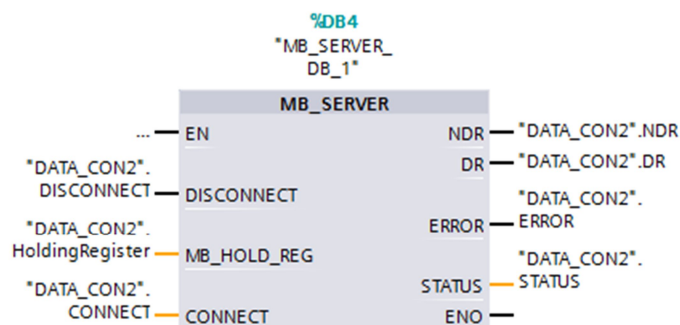 %DB4
"MB_SERVER_
DB_1"
MB_SERVER
... EN NDR "DATA_CON2".NDR
DR "DATA_CON2".DR
"DATA_CON2".
DISCONNECT DISCONNECT
"DATA_CON2".
ERROR ERROR
"DATA_CON2".
HoldingRegister MB_HOLD_REG
"DATA_CON2".
STATUS STATUS
"DATA_CON2".
CONNECT CONNECT ENO